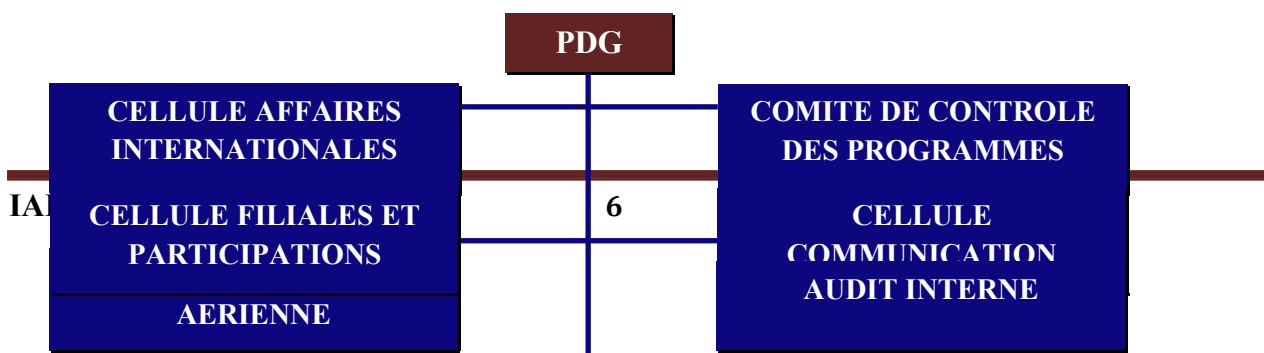 PDG
CELLULE AFFAIRES
INTERNATIONALES
COMITE DE CONTROLE
DES PROGRAMMES
6
CELLULE FILIALES ET
PARTICIPATIONS
CELLULE
COMMUNICATION
AUDIT INTERNE
AERIENNE